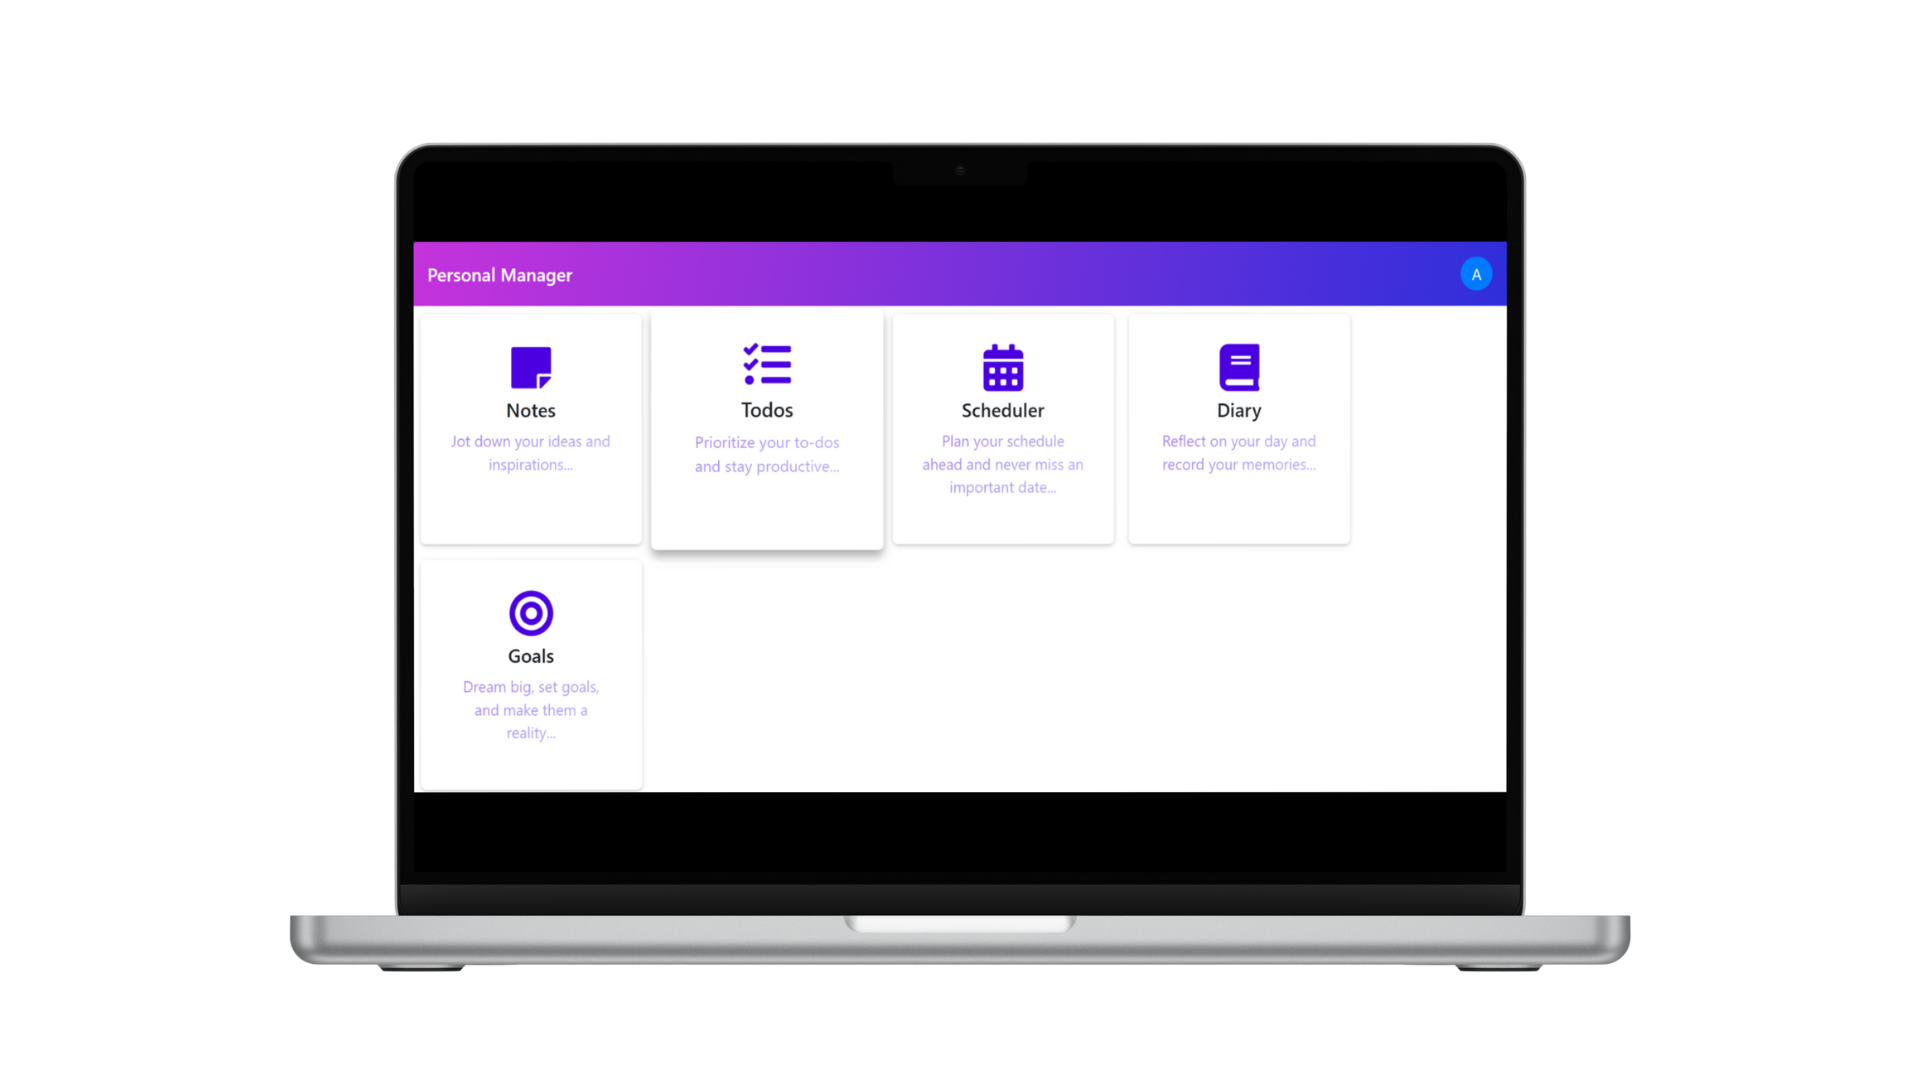 Personal Manager
A
Notes
Jot down your ideas and
inspirations...
Todos
Prioritize your to-dos
and stay productive...
Scheduler
Plan your schedule
ahead and never miss an
important date...
Diary
Reflect on your day and
record your memories...
Goals
Dream big, set goals,
and make them a
reality...